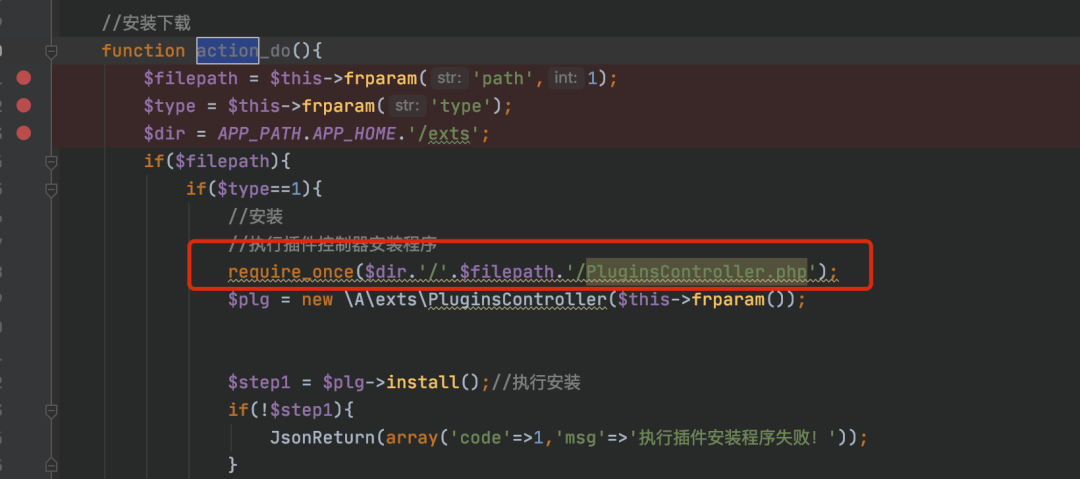 //安装下载
function action_do(){
$filepath = $this->frparam( str: 'path', int: 1);
$type = $this->frparam( str: 'type');
$dir = APP_PATH.APP_HOME.'/exts';
if($filepath){
if($type==1){
//安装
//执行插件控制器安装程序
require_once($dir.'/'.$filepath.'/PluginsController.php');
$plg = new \A\exts\PluginsController($this->frparam());
$step1 = $plg->install();//执行安装
if(!$step1){
JsonReturn(array('code'=>1,'msg'=>'执行插件安装程序失败！'));
}